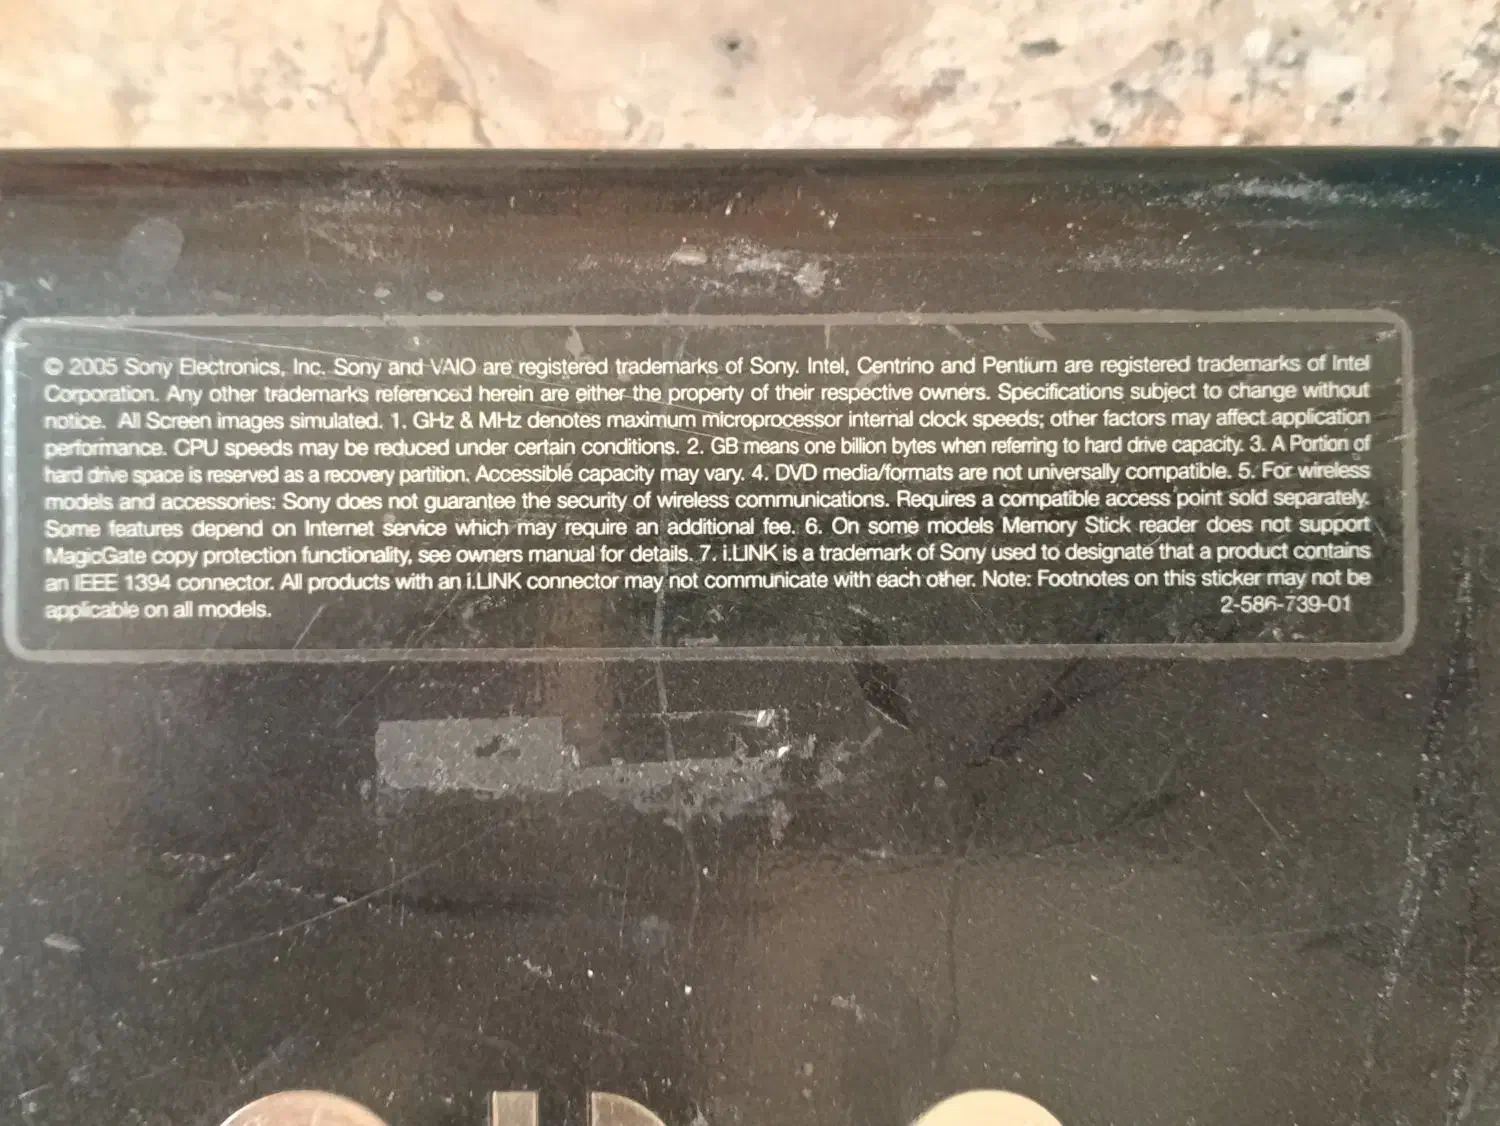 © 2005 Sony Electronics, Inc. Sony and VAIO are registered trademarks of Sony. Intel, Centrino and Pentium are registered trademarks of Intel
Corporation. Any other trademarks referenced herein are either the property of their respective owners. Specifications subject to change without
notice. All Screen images simulated. 1. GHz & MHz denotes maximum microprocessor internal clock speeds; other factors may affect application
performance. CPU speeds may be reduced under certain conditions. 2. GB means one billion bytes when referring to hard drive capacity. 3. A Portion of
hard drive space is reserved as a recovery partition. Accessible capacity may vary. 4. DVD media/formats are not universally compatible. 5. For wireless
models and accessories: Sony does not guarantee the security of wireless communications. Requires a compatible access point sold separately.
Some features depend on Internet service which may require an additional fee. 6. On some models Memory Stick reader does not support
MagicGate copy protection functionality, see owners manual for details. 7. i.LINK is a trademark of Sony used to designate that a product contains
an IEEE 1394 connector. All products with an i.LINK connector may not communicate with each other. Note: Footnotes on this sticker may not be
applicable on all models. 2-586-739-01